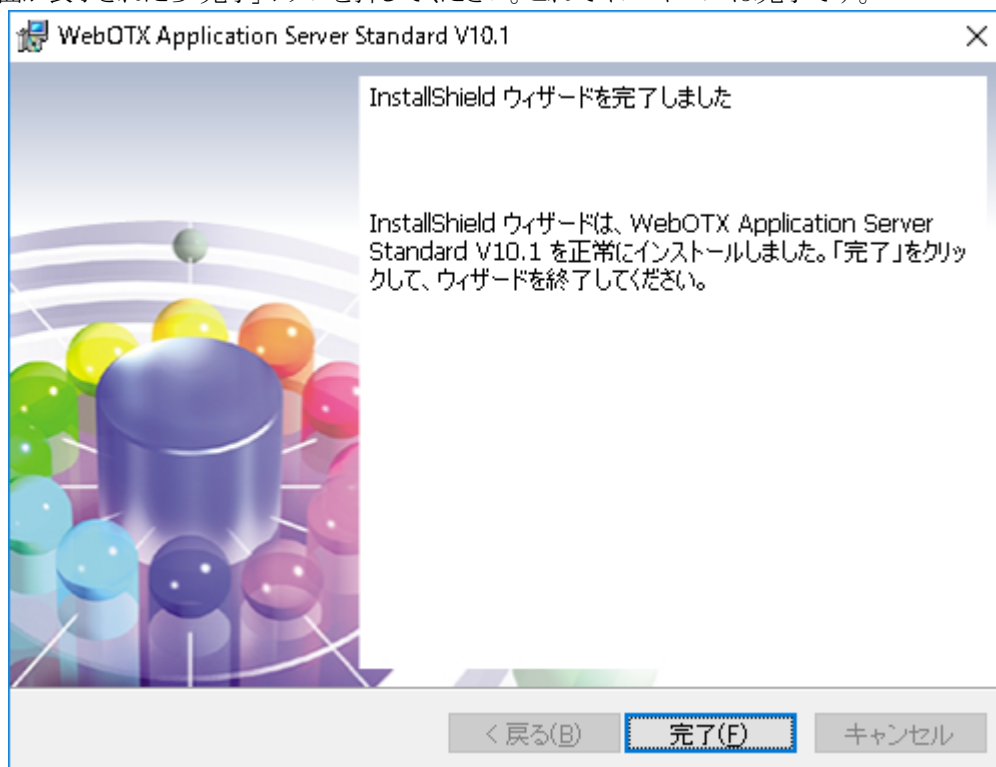 WebOTX Application Server Standard V10.1
InstallShield ウィザードを完了しました
InstallShield ウィザードは、WebOTX Application Server
Standard V10.1 を正常にインストールしました。「完了」をクリッ
クして、ウィザードを終了してください。
< 戻る(B)
完了(F)
キャンセル